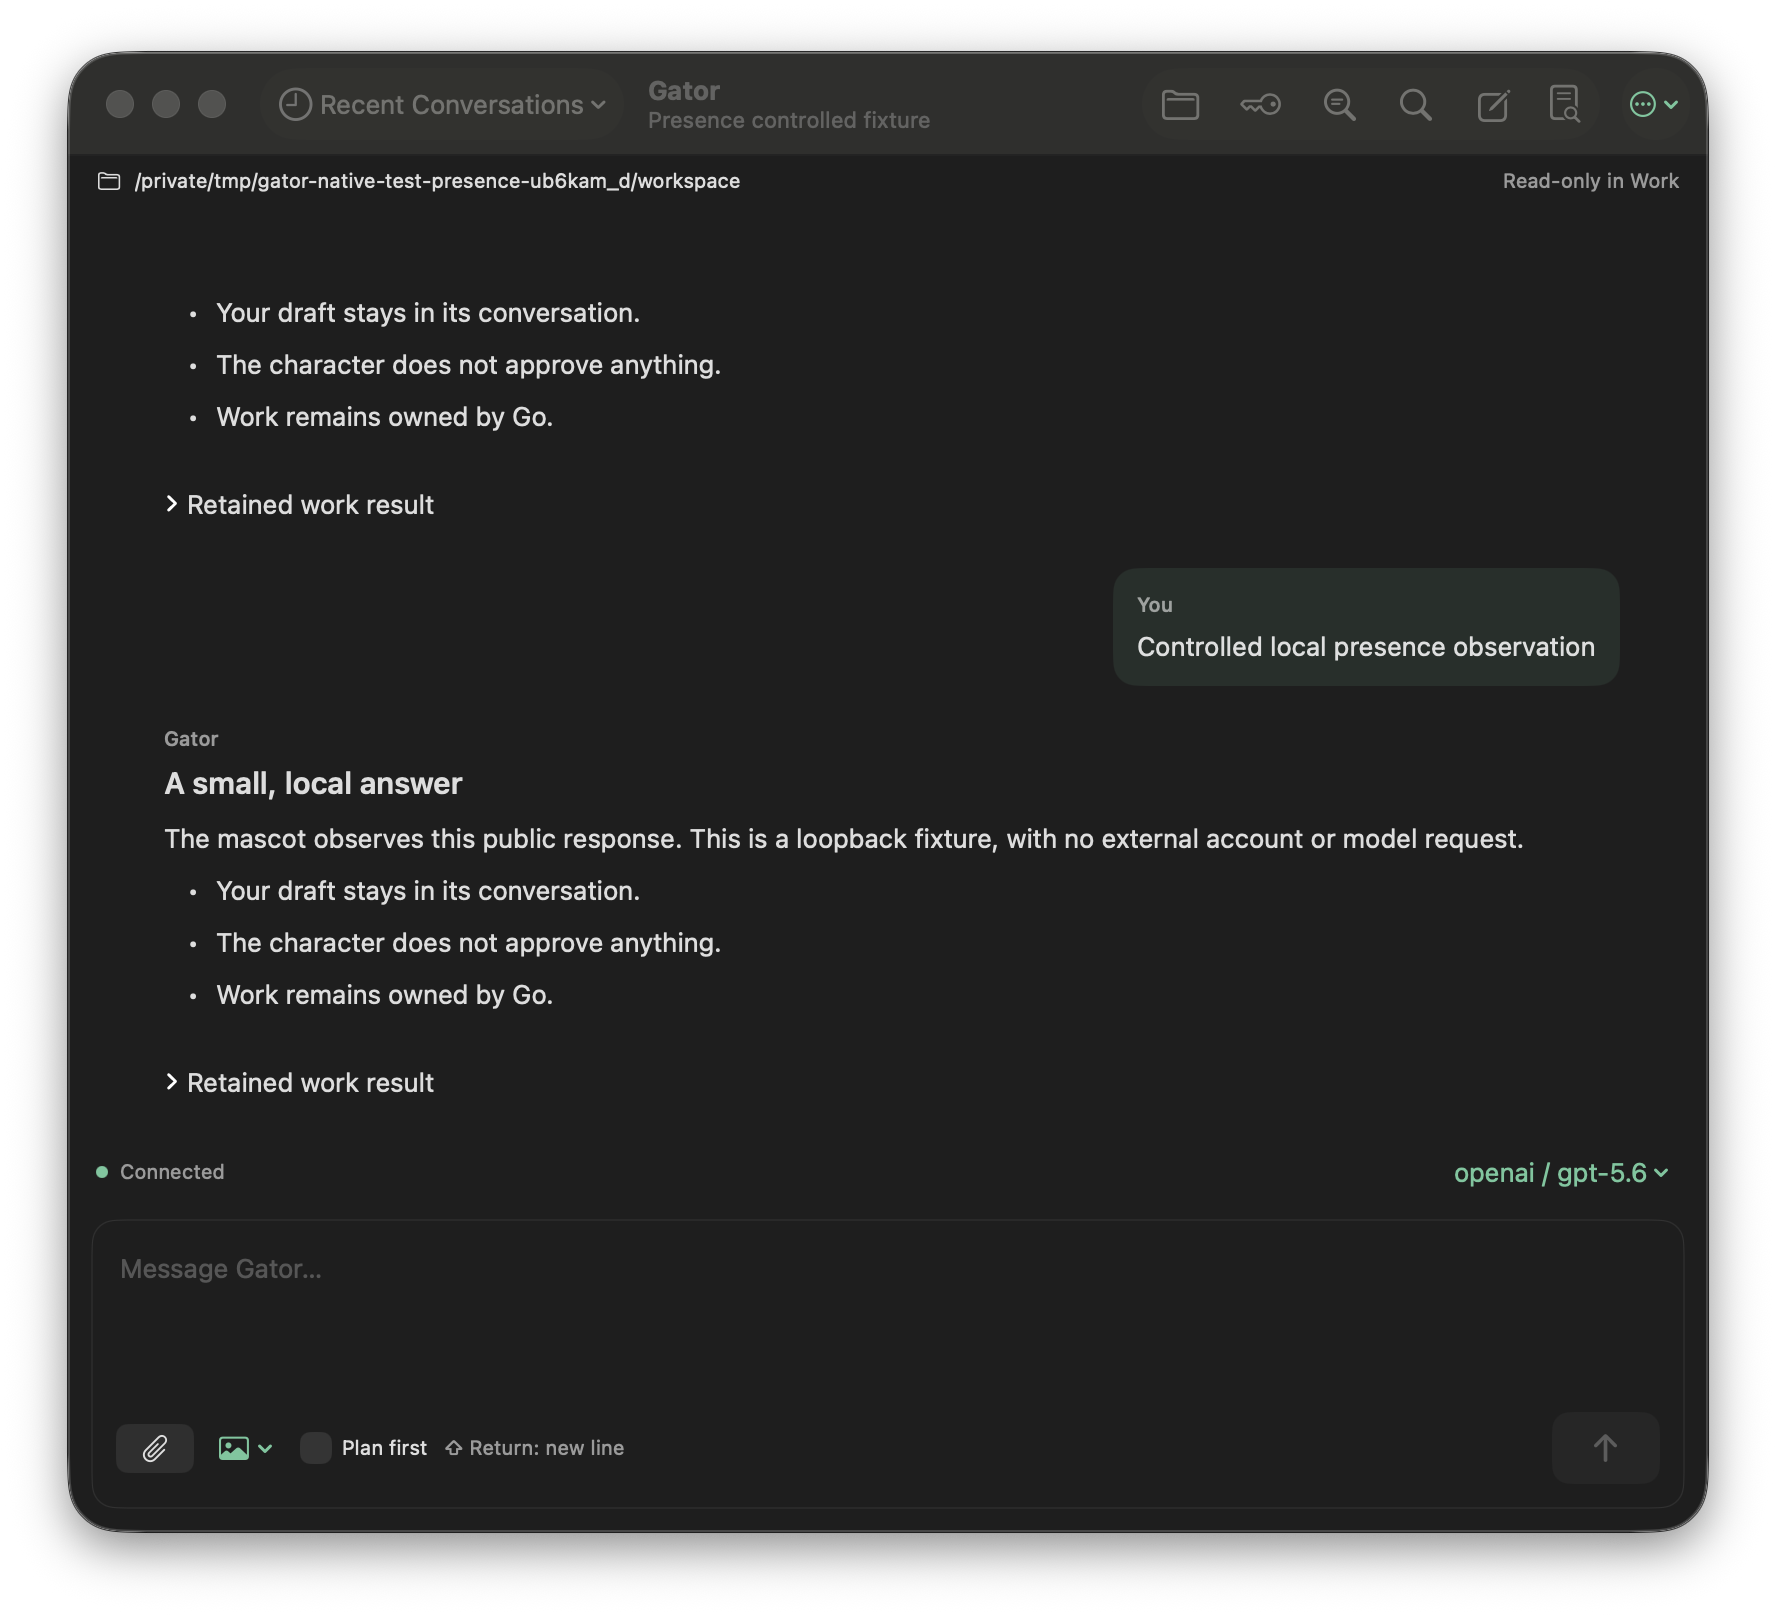 Recent Conversations
Gator
Presence controlled fixture
/private/tmp/gator-native-test-presence-ub6kam_d/workspace
Read-only in Work
• Your draft stays in its conversation.
• The character does not approve anything.
• Work remains owned by Go.
Retained work result
You
Controlled local presence observation
Gator
A small, local answer
The mascot observes this public response. This is a loopback fixture, with no external account or model request.
• Your draft stays in its conversation.
• The character does not approve anything.
• Work remains owned by Go.
Retained work result
Connected
openai / gpt-5.6
Message Gator...
Plan first
⇧ Return: new line